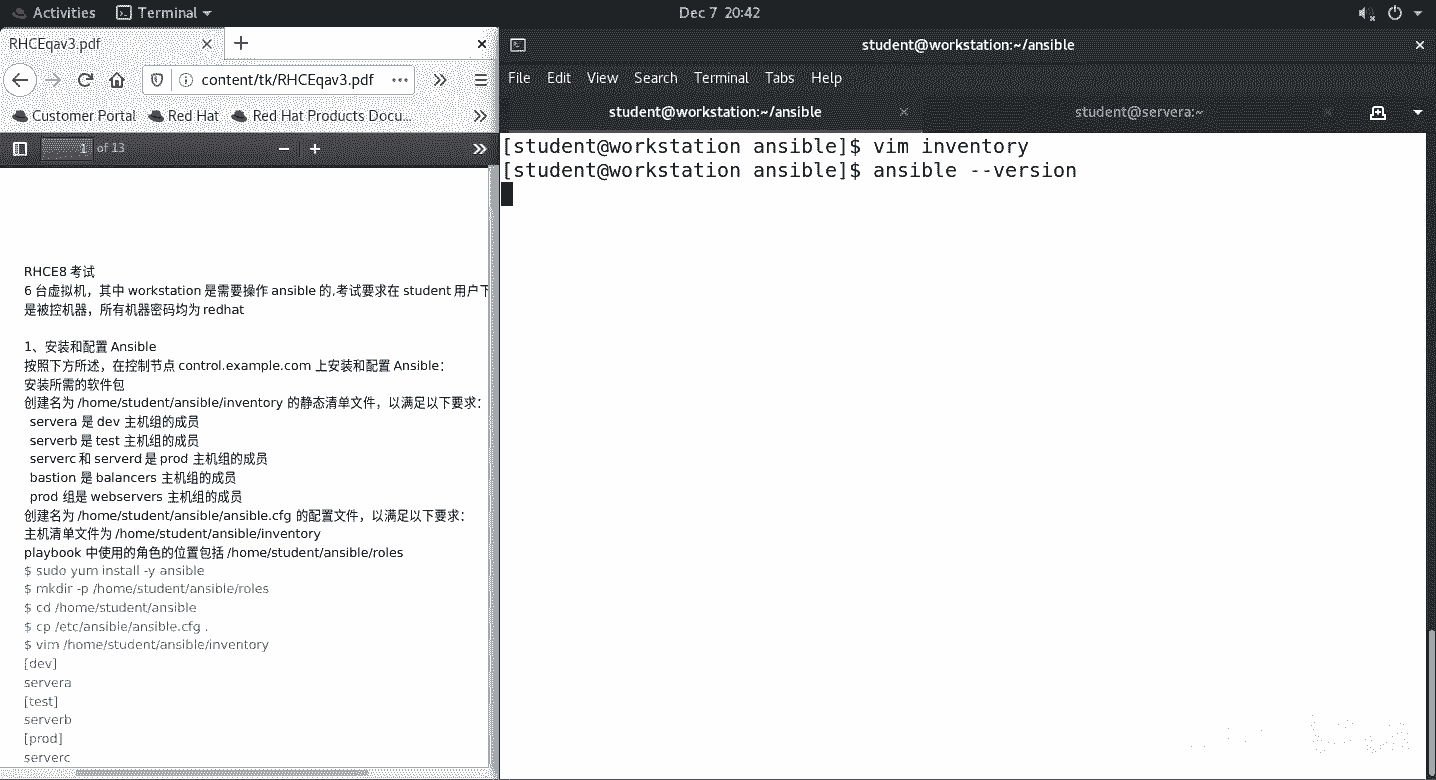 Activities Terminal Dec 7 20:42
RHCEqav3.pdf
student@workstation:~/ansible
content/tk/RHCEqav3.pdf
File Edit View Search Terminal Tabs Help
Customer Portal Red Hat Red Hat Products Docu...
student@workstation:~/ansible student@servera:~
1 of 13
[student@workstation ansible]$ vim inventory
[student@workstation ansible]$ ansible --version
RHCE8 考试
6 台虚拟机，其中 workstation 是需要操作 ansible 的,考试要求在 student 用户下
是被控机器，所有机器密码均为 redhat
1、安装和配置 Ansible
按照下方所述，在控制节点 control.example.com 上安装和配置 Ansible：
安装所需的软件包
创建名为 /home/student/ansible/inventory 的静态清单文件，以满足以下要求：
servera 是 dev 主机组的成员
serverb 是 test 主机组的成员
serverc 和 serverd 是 prod 主机组的成员
bastion 是 balancers 主机组的成员
prod 组是 webservers 主机组的成员
创建名为 /home/student/ansible/ansible.cfg 的配置文件，以满足以下要求：
主机清单文件为 /home/student/ansible/inventory
playbook 中使用的角色的位置包括 /home/student/ansible/roles
$ sudo yum install -y ansible
$ mkdir -p /home/student/ansible/roles
$ cd /home/student/ansible
$ cp /etc/ansible/ansible.cfg .
$ vim /home/student/ansible/inventory
[dev]
servera
[test]
serverb
[prod]
serverc